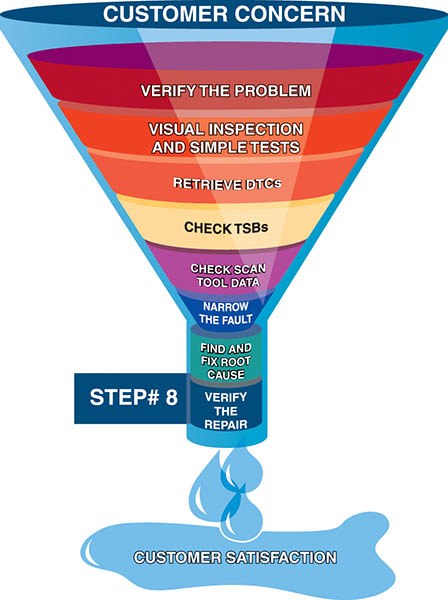 CUSTOMER CONCERN
VERIFY THE PROBLEM
VISUAL INSPECTION
AND SIMPLE TESTS
RETRIEVE DTCs
CHECK TSBs
CHECK SCAN
TOOL DATA
NARROW
THE FAULT
FIND AND
FIX ROOT
CAUSE
STEP# 8
VERIFY
THE
REPAIR
CUSTOMER SATISFACTION